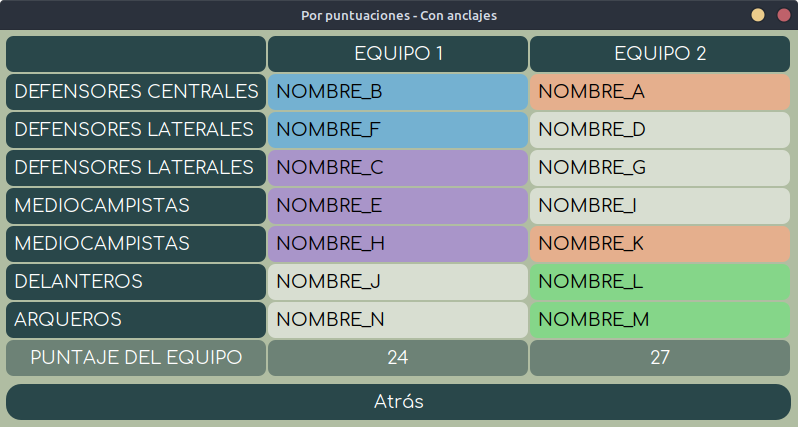 Por puntuaciones - Con anclajes
EQUIPO 1 EQUIPO 2
DEFENSORES CENTRALES NOMBRE_B NOMBRE_A
DEFENSORES LATERALES NOMBRE_F NOMBRE_D
DEFENSORES LATERALES NOMBRE_C NOMBRE_G
MEDIOCAMPISTAS NOMBRE_E NOMBRE_I
MEDIOCAMPISTAS NOMBRE_H NOMBRE_K
DELANTEROS NOMBRE_J NOMBRE_L
ARQUEROS NOMBRE_N NOMBRE_M
PUNTAJE DEL EQUIPO 24 27
Atrás